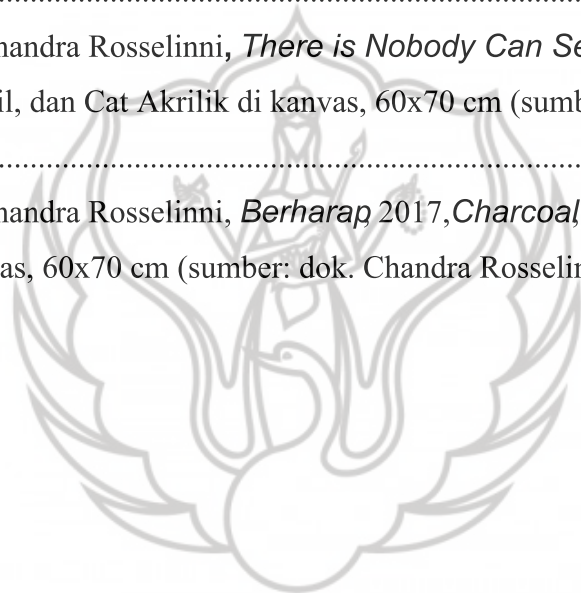 ...............................................................................
handra Rosselinni, There is Nobody Can Se
il, dan Cat Akrilik di kanvas, 60x70 cm (sumb
...............................................................................
handra Rosselinni, Berharap, 2017,Charcoal,
as, 60x70 cm (sumber: dok. Chandra Rosselin